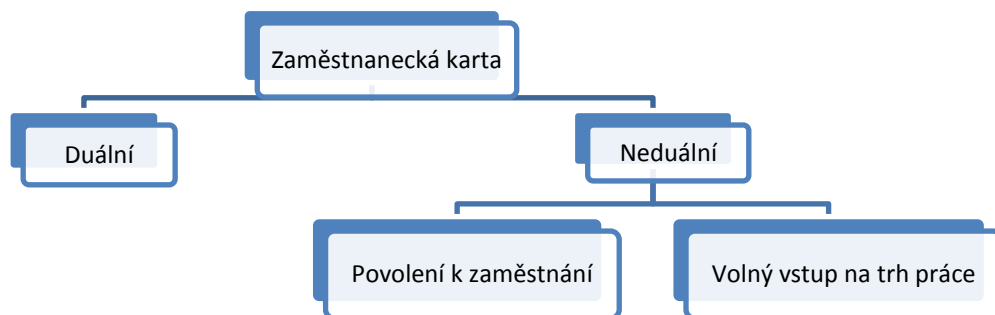 Zaměstnanecká karta
Duální
Neduální
Povolení k zaměstnání
Volný vstup na trh práce